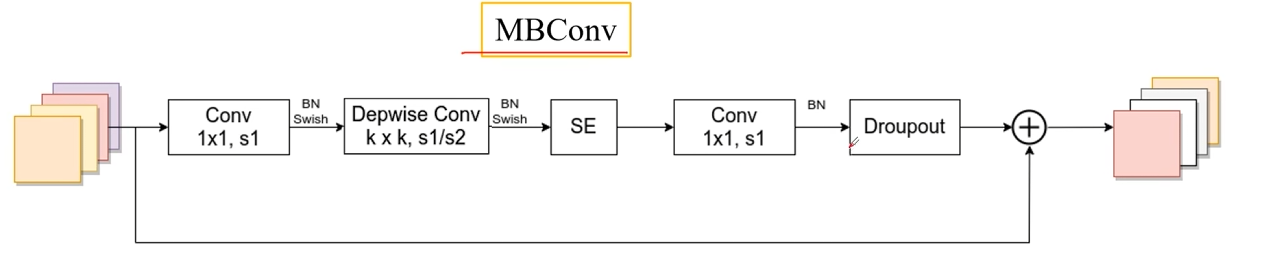 MBConv
Conv
1x1, s1
BN
Swish
Depwise Conv
k x k, s1/s2
BN
Swish
SE
Conv
1x1, s1
BN
Droupout